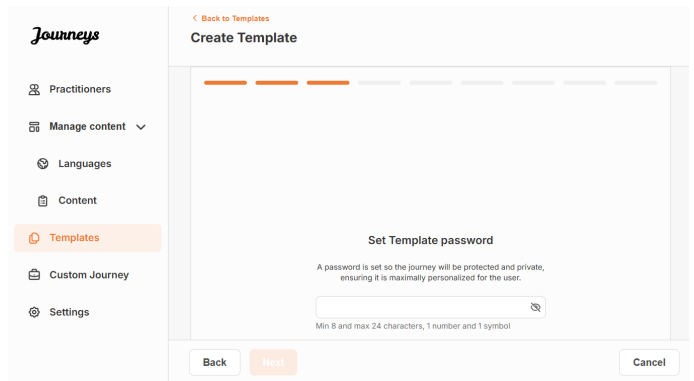 Journeys
Practitioners
Manage content
Languages
Content
Templates
Custom Journey
Settings
Back to Templates
Create Template
Set Template password
A password is set so the journey will be protected and private,
ensuring it is maximally personalized for the user.
Min 8 and max 24 characters, 1 number and 1 symbol
Back
Next
Cancel